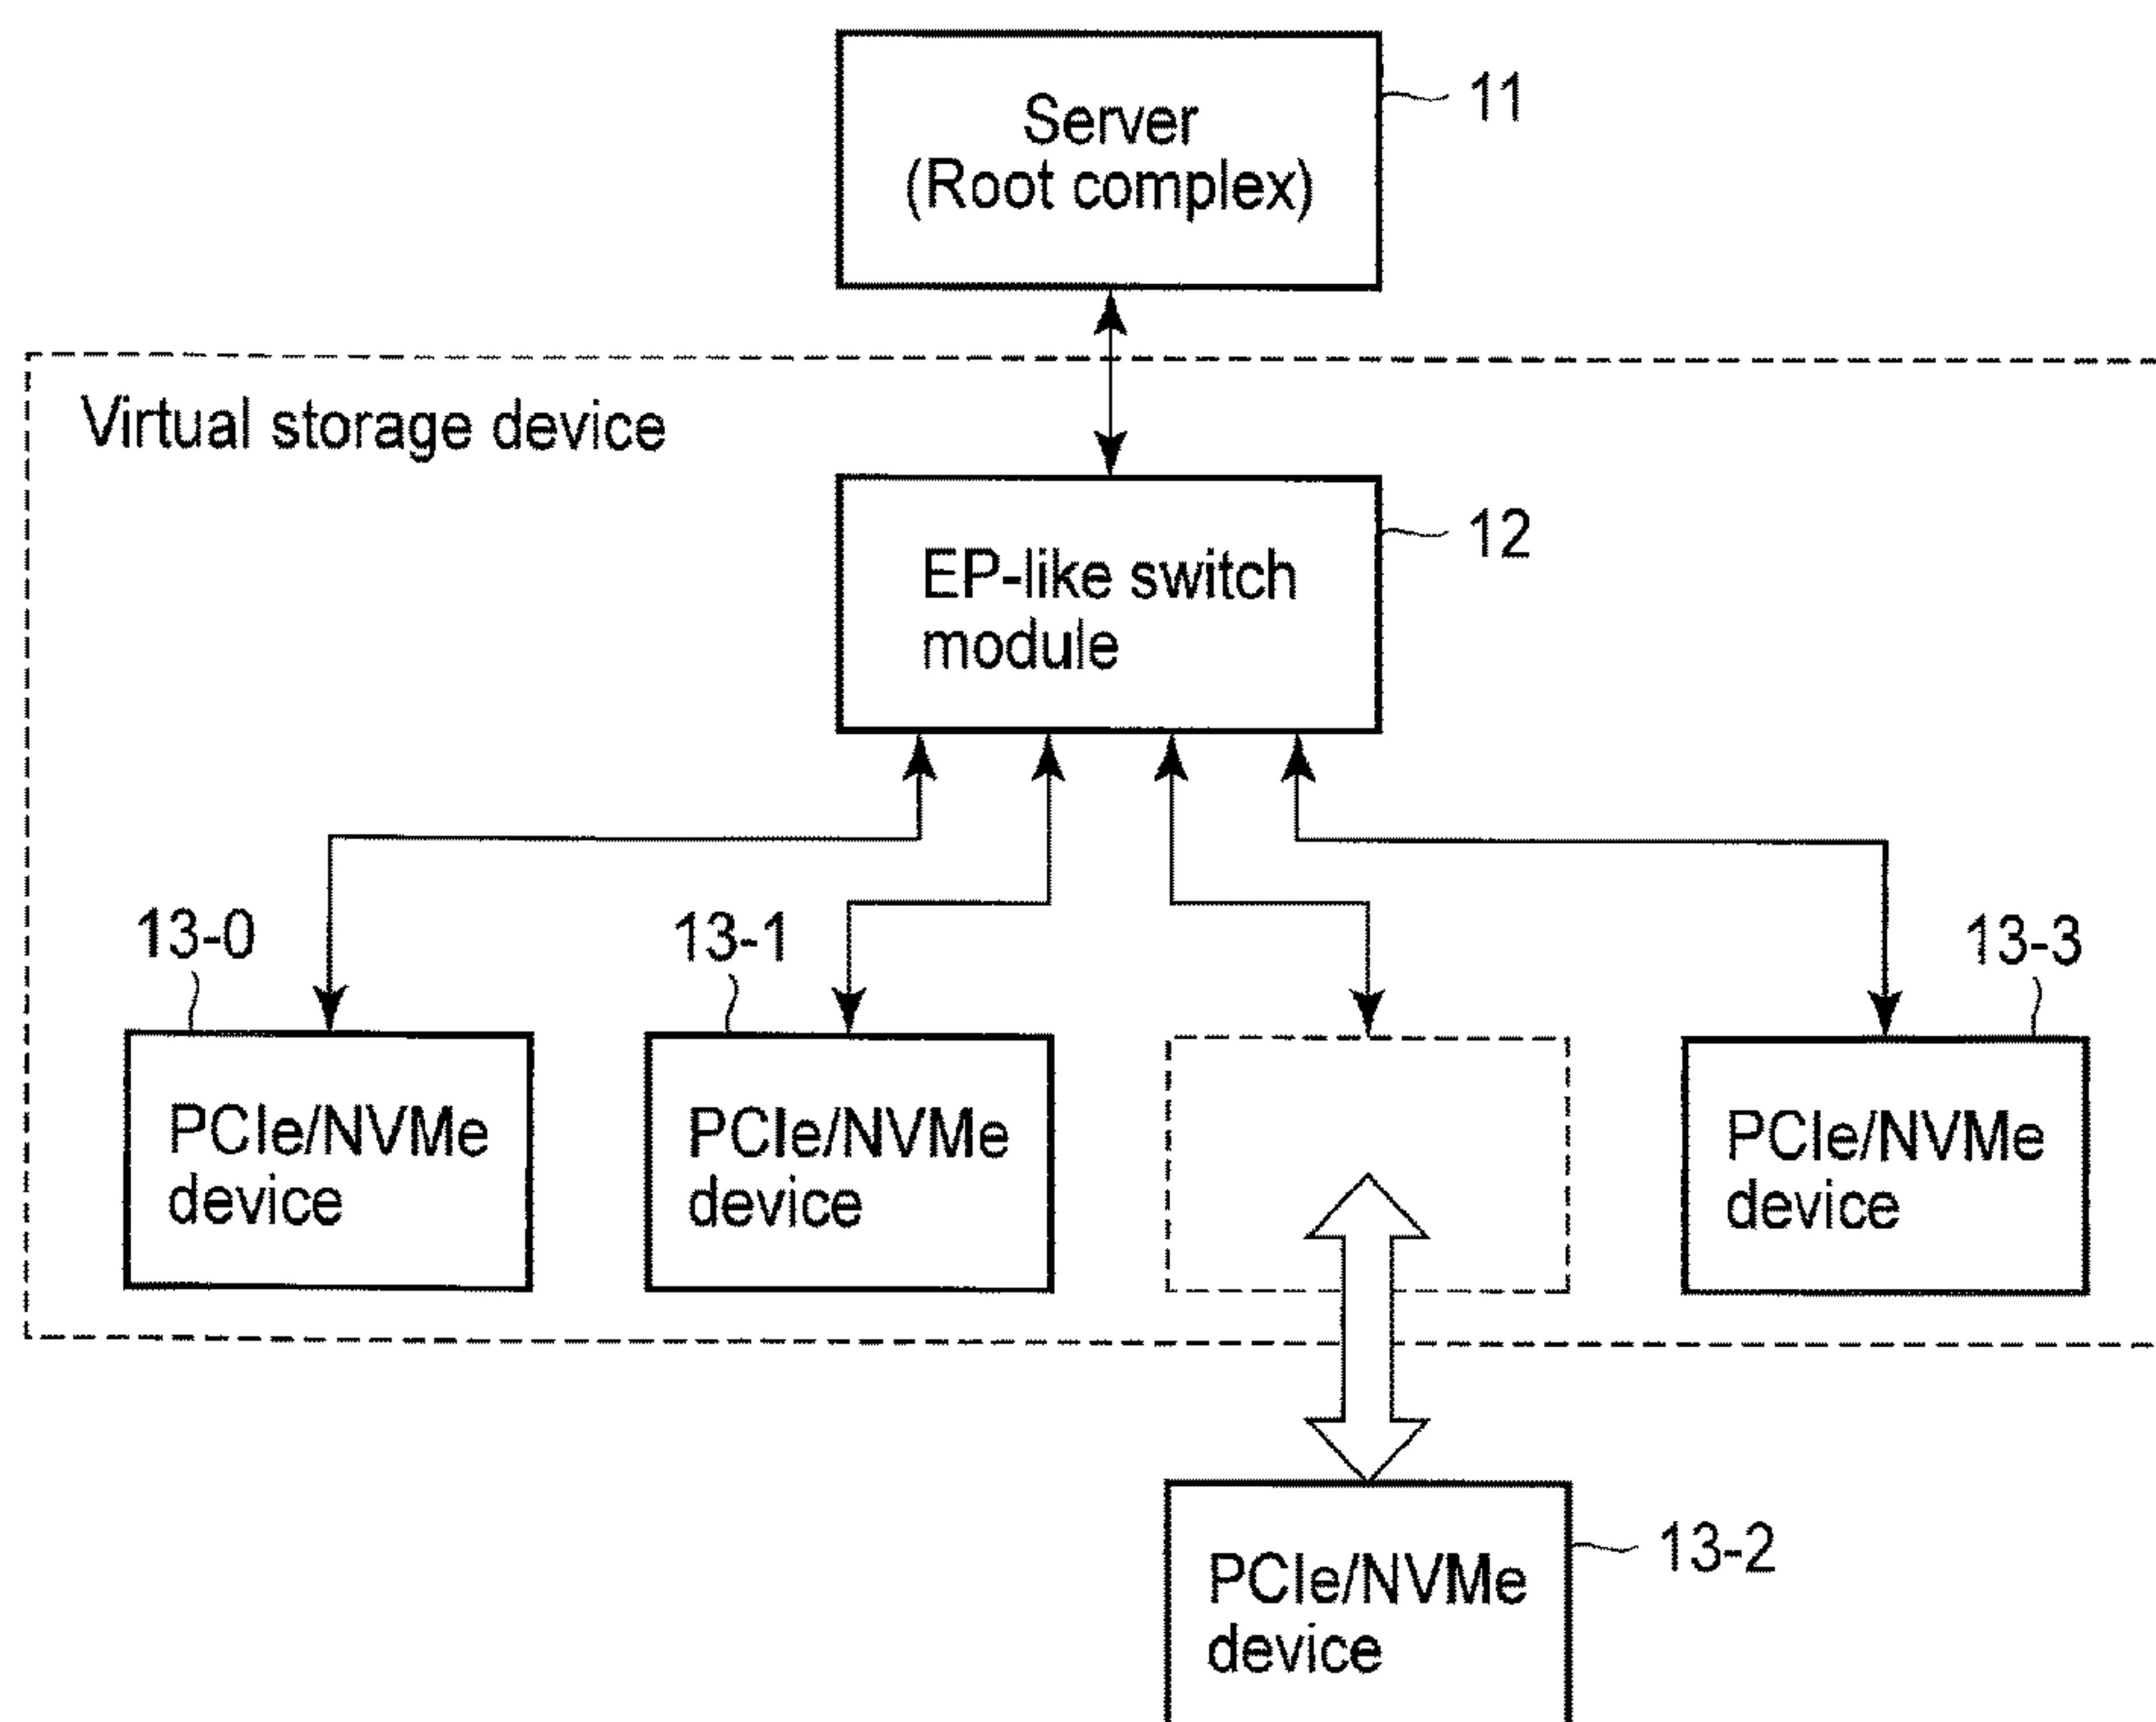 Server
(Root complex)
11
Virtual storage device
EP-like switch
module
12
13-0
13-1
13-3
PCIe/NVMe
device
PCIe/NVMe
device
PCIe/NVMe
device
PCIe/NVMe
device
13-2